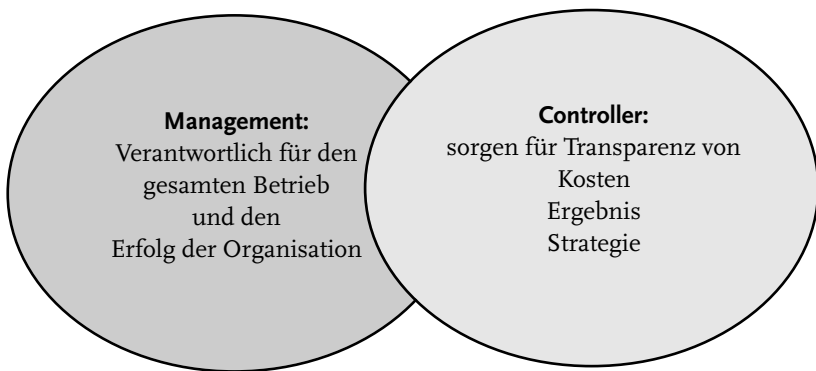 Management:
Verantwortlich für den
gesamten Betrieb
und den
Erfolg der Organisation
Controller:
sorgen für Transparenz von
Kosten
Ergebnis
Strategie